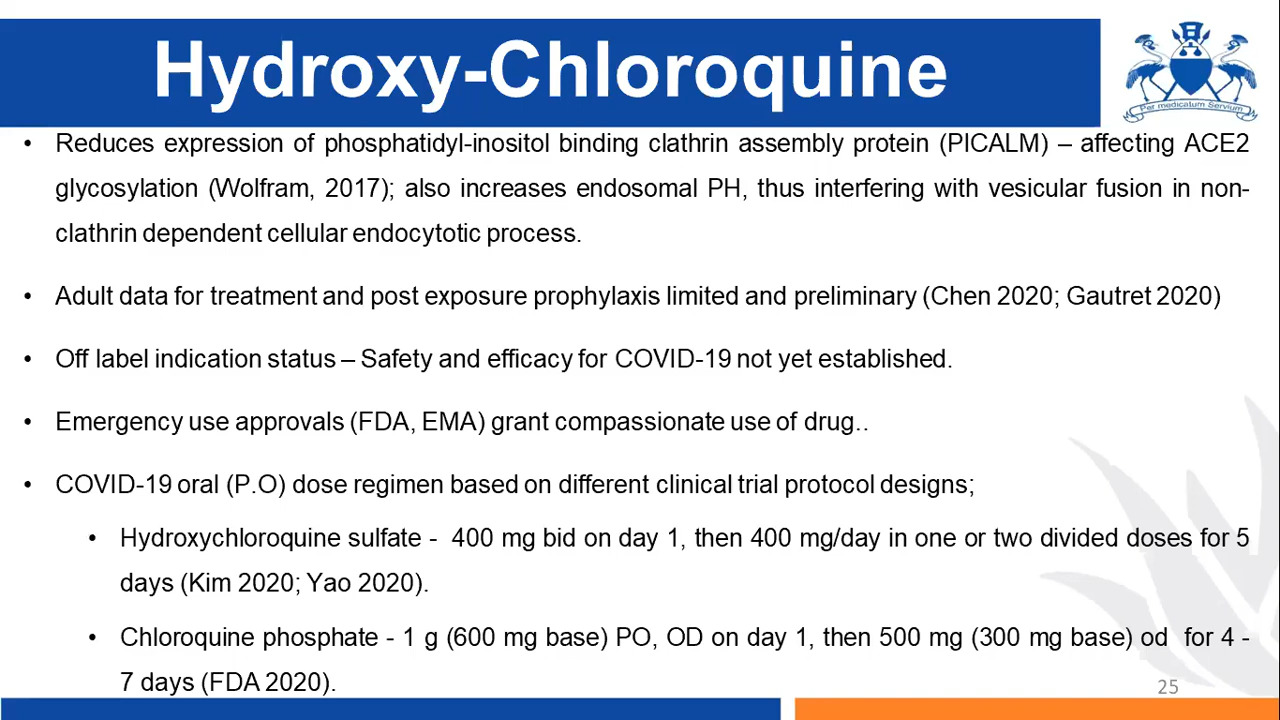 Hydroxy-Chloroquine
Per medicatum Servium
• Reduces expression of phosphatidyl-inositol binding clathrin assembly protein (PICALM) – affecting ACE2
glycosylation (Wolfram, 2017); also increases endosomal PH, thus interfering with vesicular fusion in non-
clathrin dependent cellular endocytotic process.
• Adult data for treatment and post exposure prophylaxis limited and preliminary (Chen 2020; Gautret 2020)
• Off label indication status – Safety and efficacy for COVID-19 not yet established.
• Emergency use approvals (FDA, EMA) grant compassionate use of drug..
• COVID-19 oral (P.O) dose regimen based on different clinical trial protocol designs;
• Hydroxychloroquine sulfate - 400 mg bid on day 1, then 400 mg/day in one or two divided doses for 5
days (Kim 2020; Yao 2020).
• Chloroquine phosphate - 1 g (600 mg base) PO, OD on day 1, then 500 mg (300 mg base) od for 4 -
7 days (FDA 2020).
25